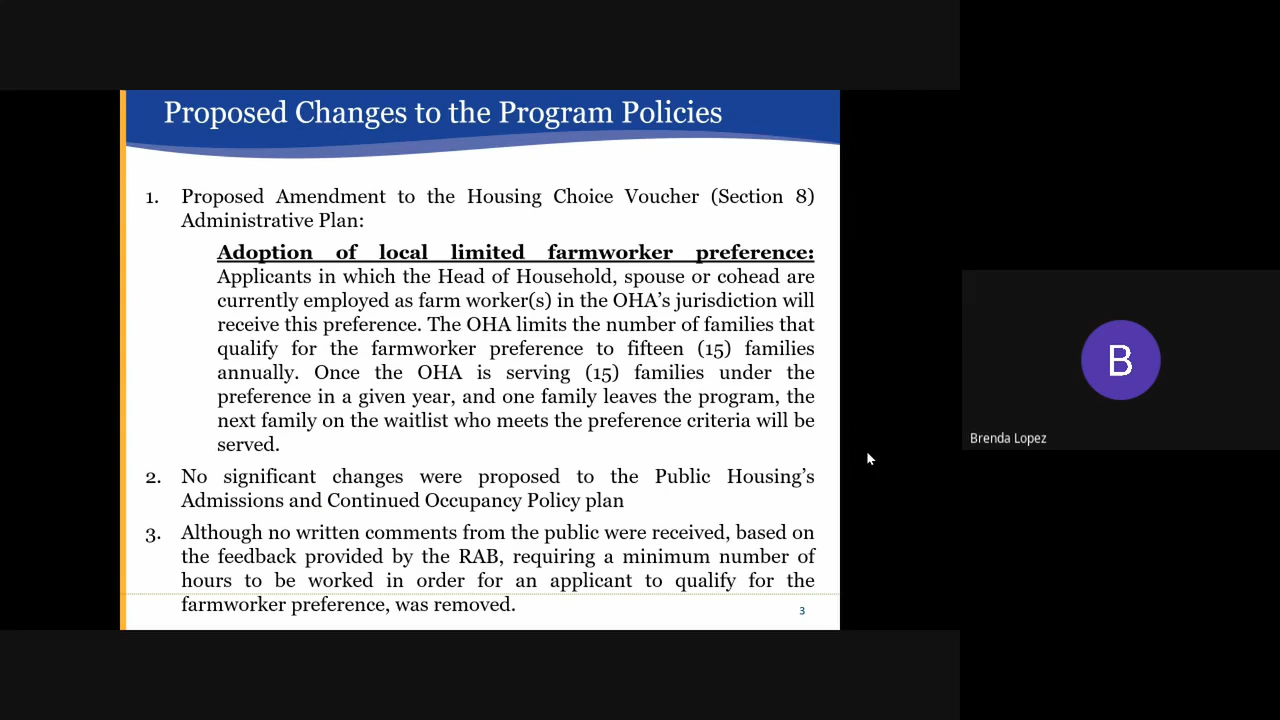 Proposed Changes to the Program Policies
1. Proposed Amendment to the Housing Choice Voucher (Section 8)
Administrative Plan:
Adoption of local limited farmworker preference:
Applicants in which the Head of Household, spouse or cohead are
currently employed as farm worker(s) in the OHA’s jurisdiction will
receive this preference. The OHA limits the number of families that
qualify for the farmworker preference to fifteen (15) families
annually. Once the OHA is serving (15) families under the
preference in a given year, and one family leaves the program, the
next family on the waitlist who meets the preference criteria will be
served.
2. No significant changes were proposed to the Public Housing’s
Admissions and Continued Occupancy Policy plan
3. Although no written comments from the public were received, based on
the feedback provided by the RAB, requiring a minimum number of
hours to be worked in order for an applicant to qualify for the
farmworker preference, was removed.
3
B
Brenda Lopez